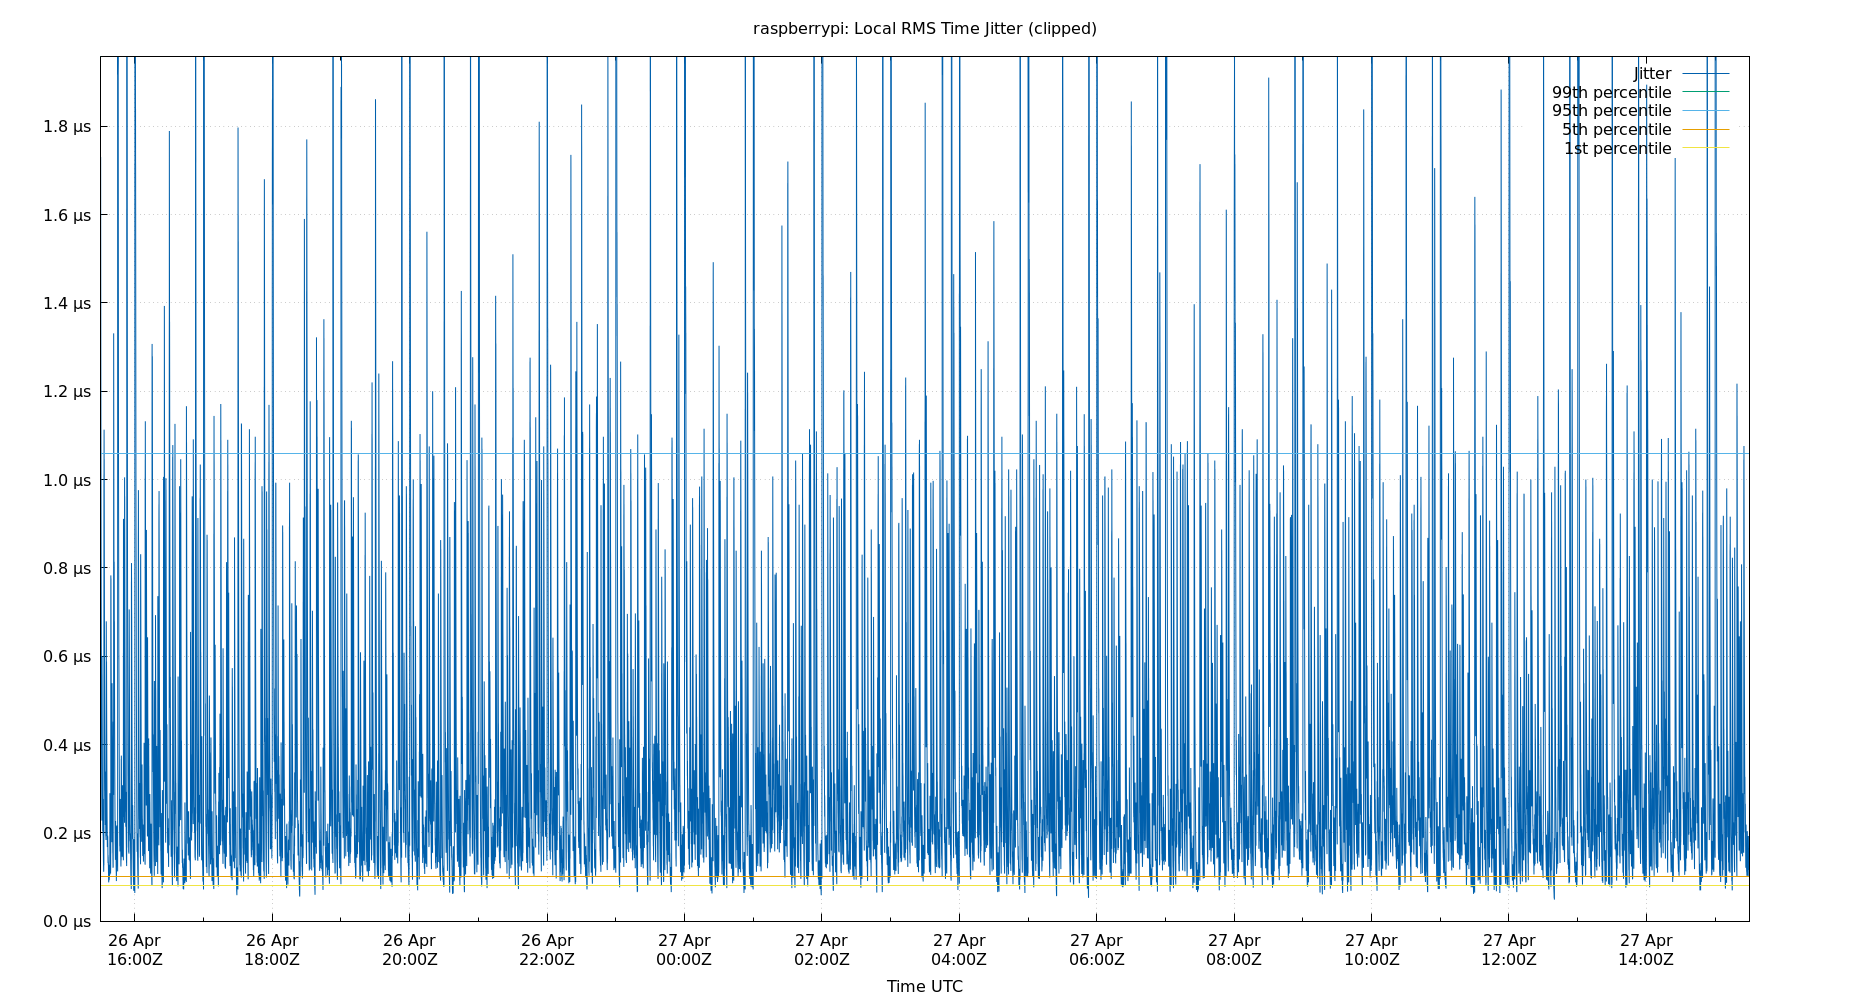 raspberrypi: Local RMS Time Jitter (clipped)
Jitter
99th percentile
95th percentile
5th percentile
1st percentile
1.8 µs
1.6 µs
1.4 µs
1.2 µs
1.0 µs
0.8 µs
0.6 µs
0.4 µs
0.2 µs
0.0 µs
26 Apr 26 Apr 26 Apr 26 Apr 27 Apr 27 Apr 27 Apr 27 Apr 27 Apr 27 Apr 27 Apr 27 Apr
16:00Z 18:00Z 20:00Z 22:00Z 00:00Z 02:00Z 04:00Z 06:00Z 08:00Z 10:00Z 12:00Z 14:00Z
Time UTC